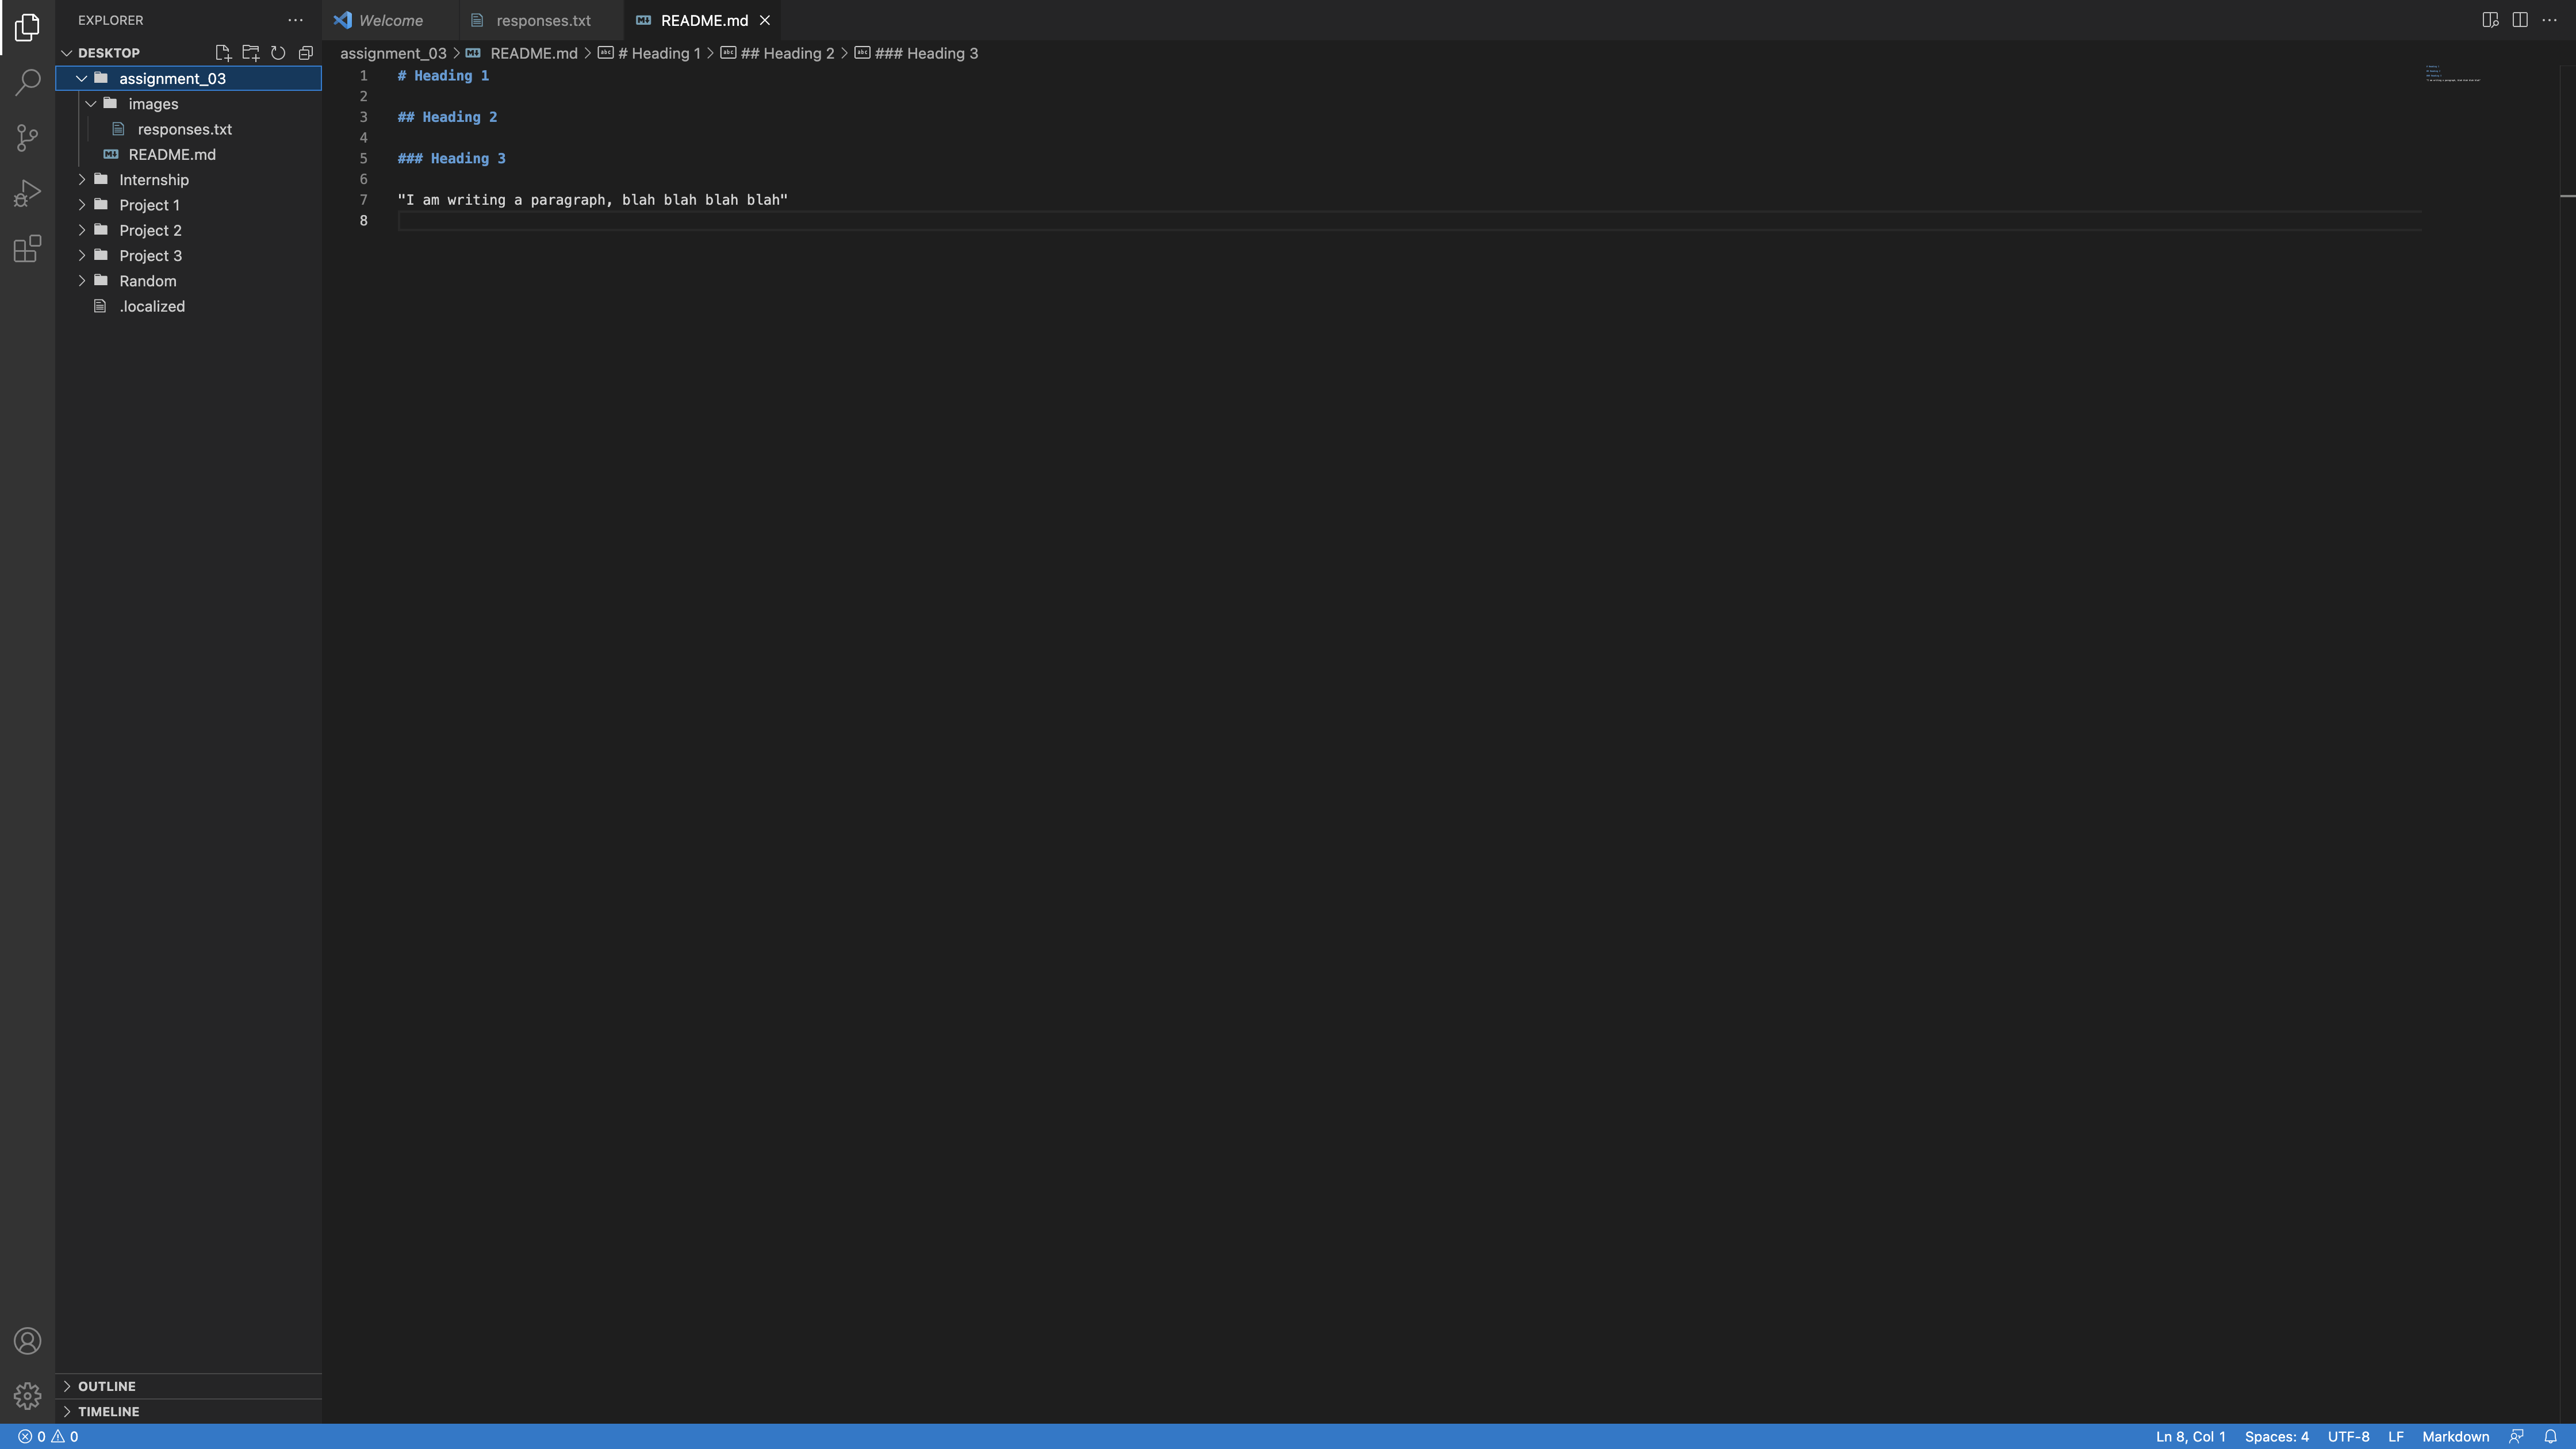 EXPLORER
DESKTOP
assignment_03
images
responses.txt
README.md
Internship
Project 1
Project 2
Project 3
Random
.localized
OUTLINE
TIMELINE
Welcome
responses.txt
README.md
assignment_03 > README.md > # Heading 1 > ## Heading 2 > ### Heading 3
1 # Heading 1
2
3 ## Heading 2
4
5 ### Heading 3
6
7 "I am writing a paragraph, blah blah blah blah"
8
0 0
Ln 8, Col 1 Spaces: 4 UTF-8 LF Markdown